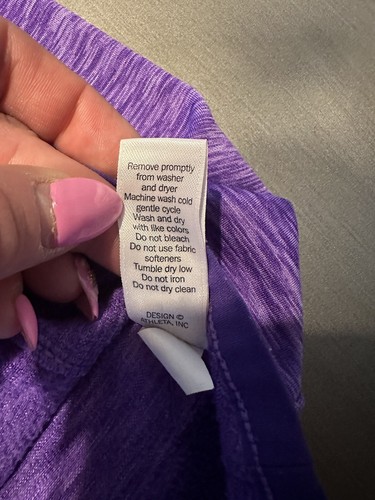 Remove promptly
from washer
and dryer
Machine wash cold
gentle cycle
Wash and dry
with like colors
Do not bleach
Do not use fabric
softeners
Tumble dry low
Do not iron
Do not dry clean
DESIGN ©
ATHLETA, INC